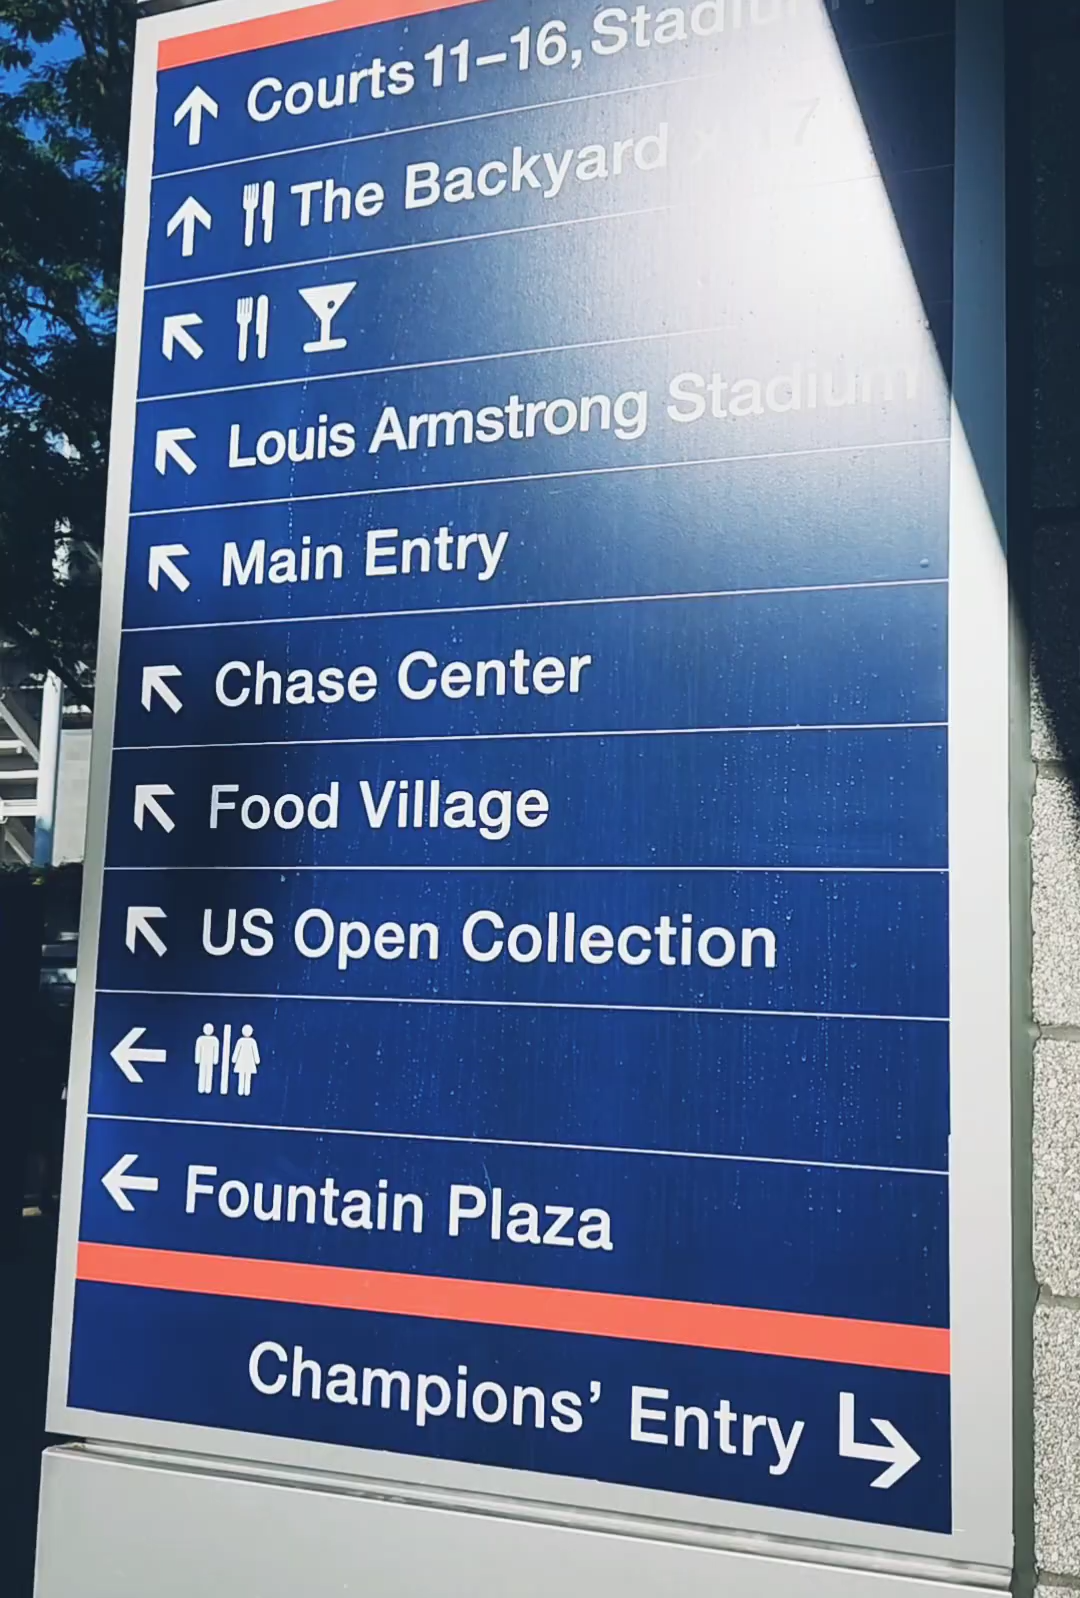 Courts 11–16, Stadium
The Backyard
Louis Armstrong Stadium
Main Entry
Chase Center
Food Village
US Open Collection
Fountain Plaza
Champions’ Entry